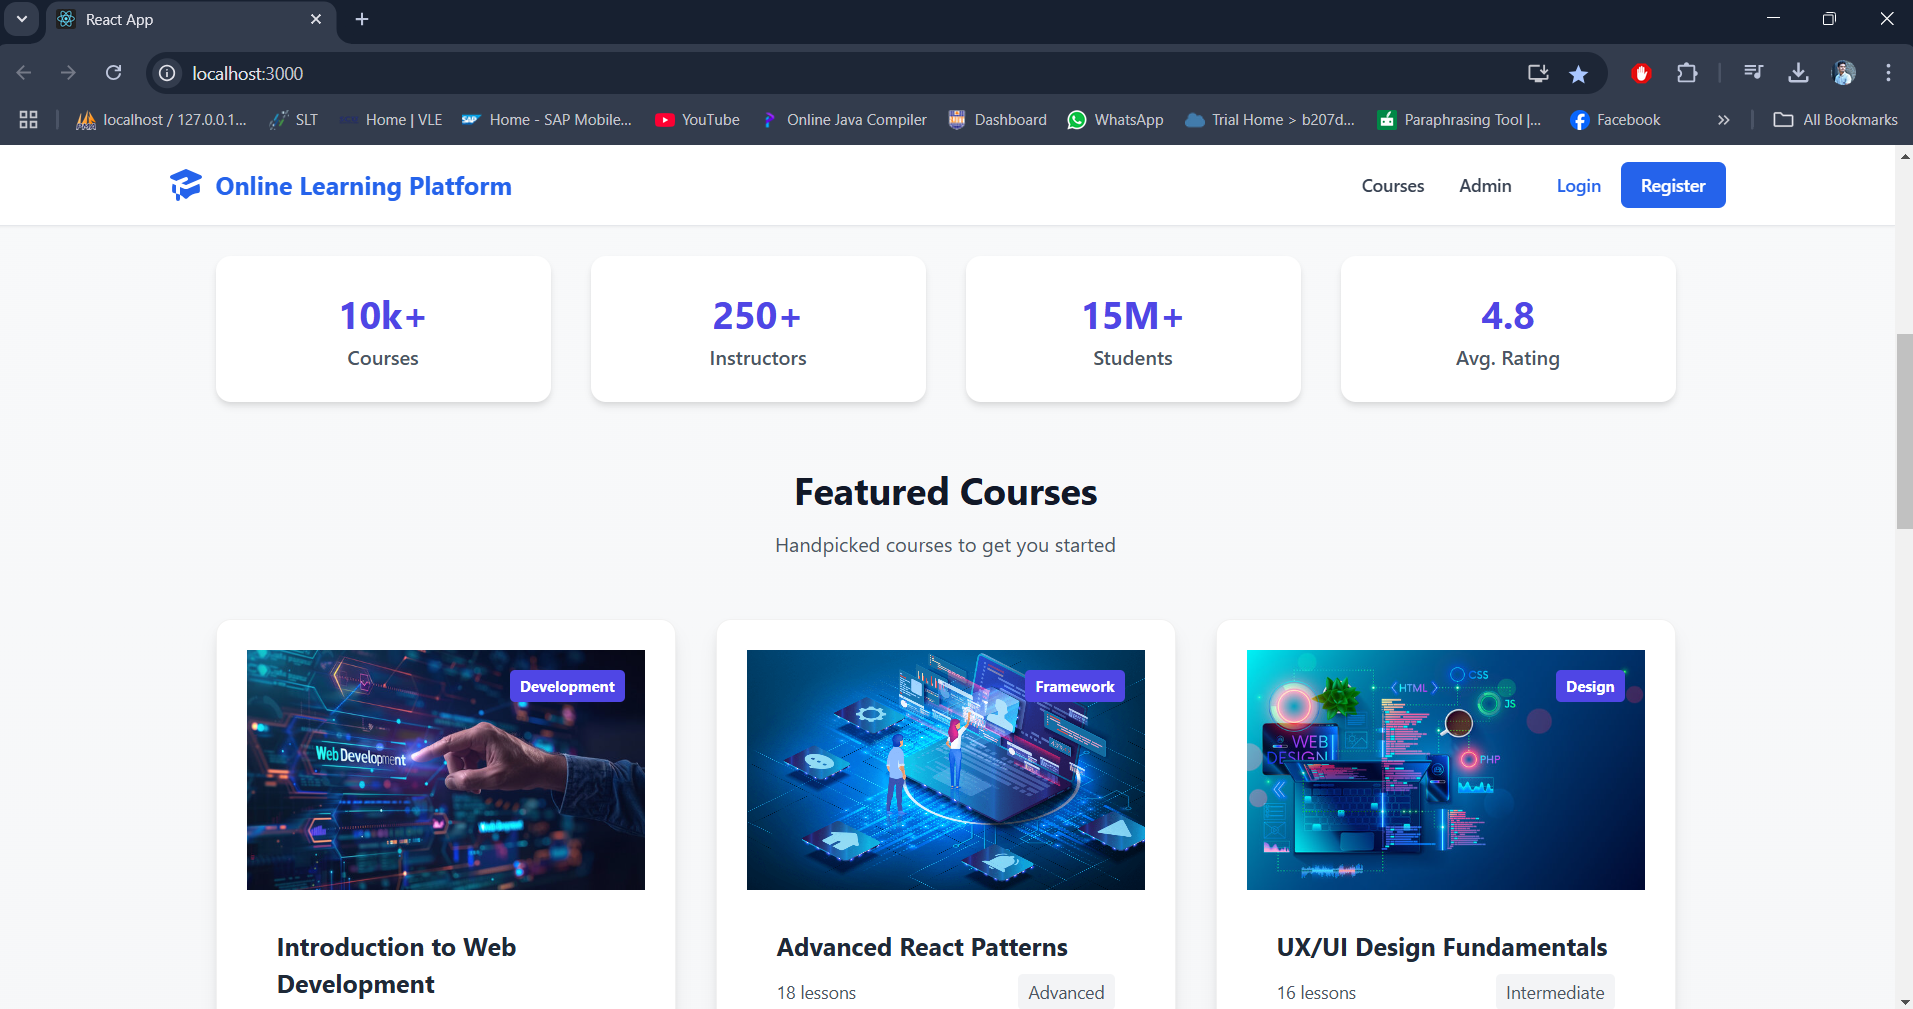 React App
localhost:3000
localhost / 127.0.0.1...
SLT
Home | VLE
Home - SAP Mobile...
YouTube
Online Java Compiler
Dashboard
WhatsApp
Trial Home > b207d...
Paraphrasing Tool |...
Facebook
All Bookmarks
Online Learning Platform
Courses
Admin
Login
Register
10k+
Courses
250+
Instructors
15M+
Students
4.8
Avg. Rating
Featured Courses
Handpicked courses to get you started
Development
Web Development
Framework
Design
HTML
CSS
JS
WEB
DESIGN
PHP
Introduction to Web
Development
Advanced React Patterns
18 lessons
Advanced
UX/UI Design Fundamentals
16 lessons
Intermediate